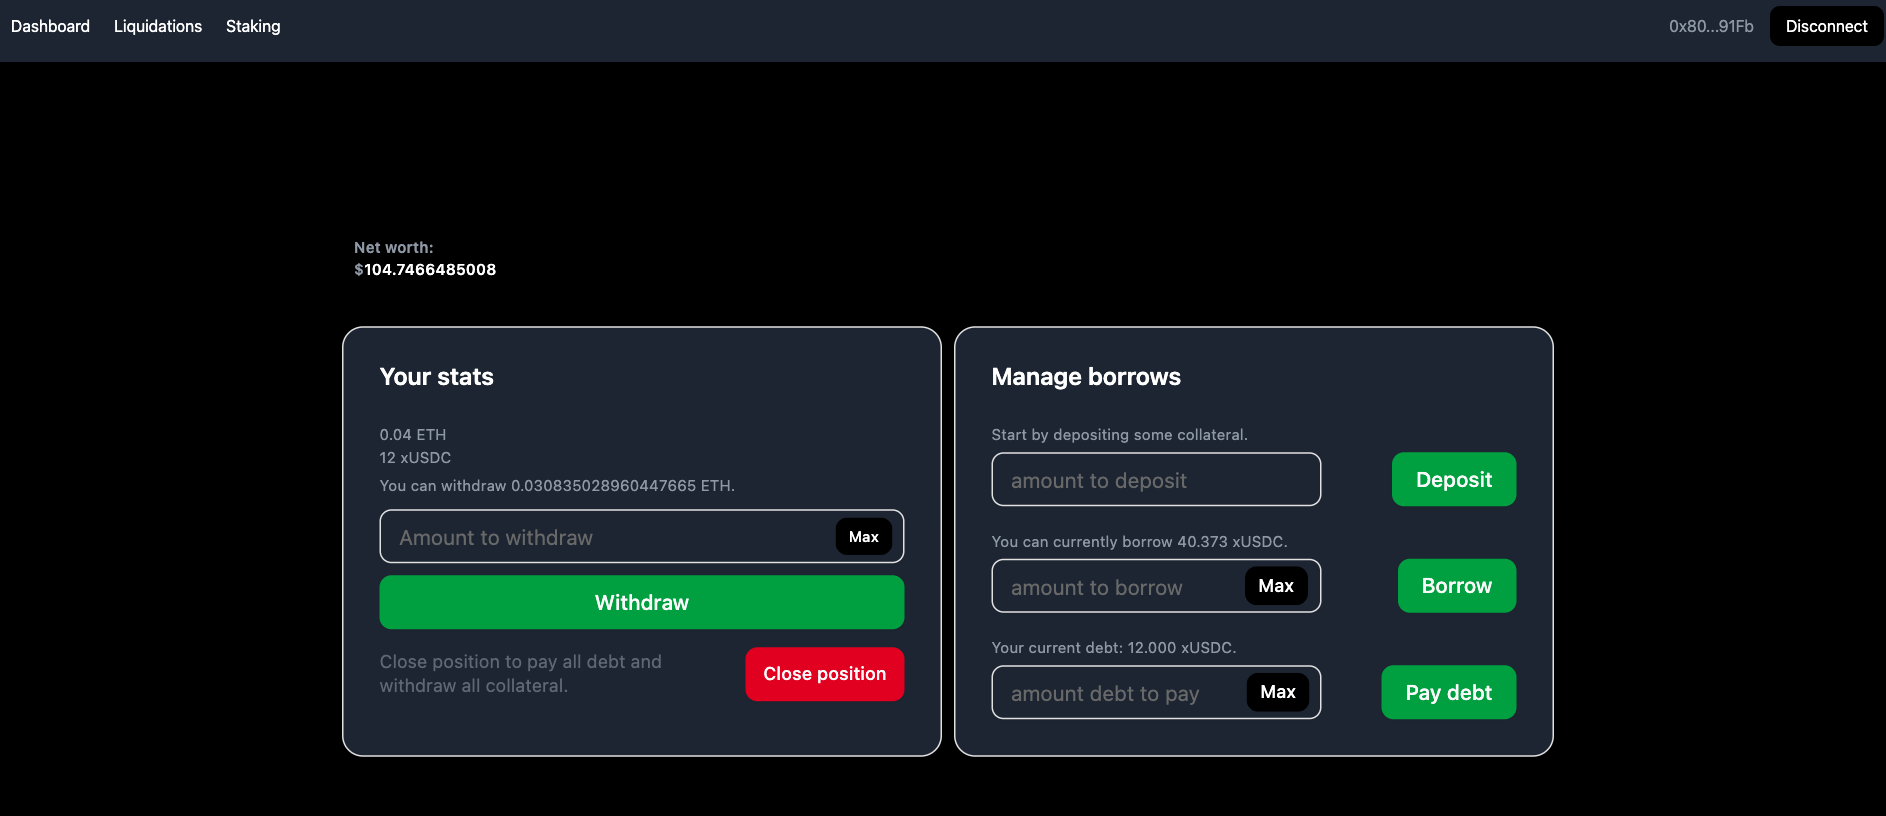 Dashboard Liquidations Staking 0x80...91Fb Disconnect
Net worth:
$104.7466485008
Your stats
0.04 ETH
12 xUSDC
You can withdraw 0.030835028960447665 ETH.
Amount to withdraw Max
Withdraw
Close position to pay all debt and
withdraw all collateral.
Close position
Manage borrows
Start by depositing some collateral.
amount to deposit Deposit
You can currently borrow 40.373 xUSDC.
amount to borrow Max Borrow
Your current debt: 12.000 xUSDC.
amount debt to pay Max Pay debt